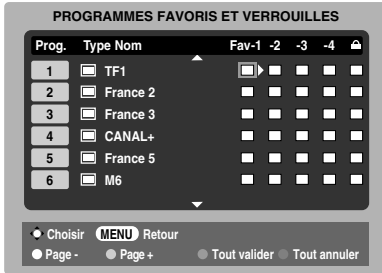 PROGRAMMES FAVORIS ET VERROUILLES
Prog. Type Nom Fav-1 -2 -3 -4
1 TF1
2 France 2
3 France 3
4 CANAL+
5 France 5
6 M6
Choisir MENU Retour
Page - Page + Tout valider Tout annuler